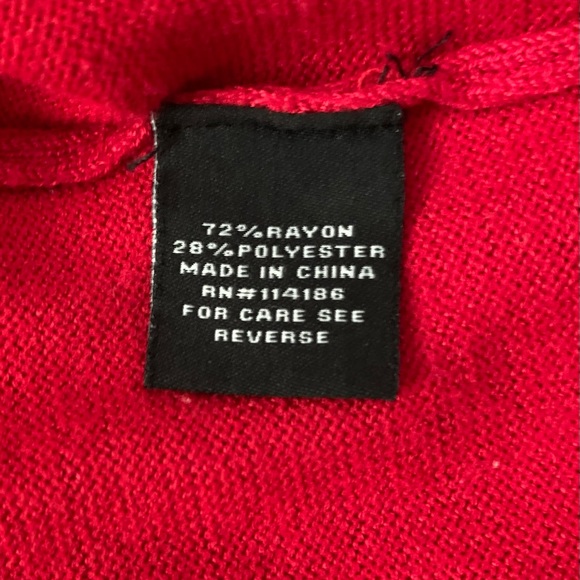 72%RAYON
28%POLYESTER
MADE IN CHINA
RN#114186
FOR CARE SEE
REVERSE